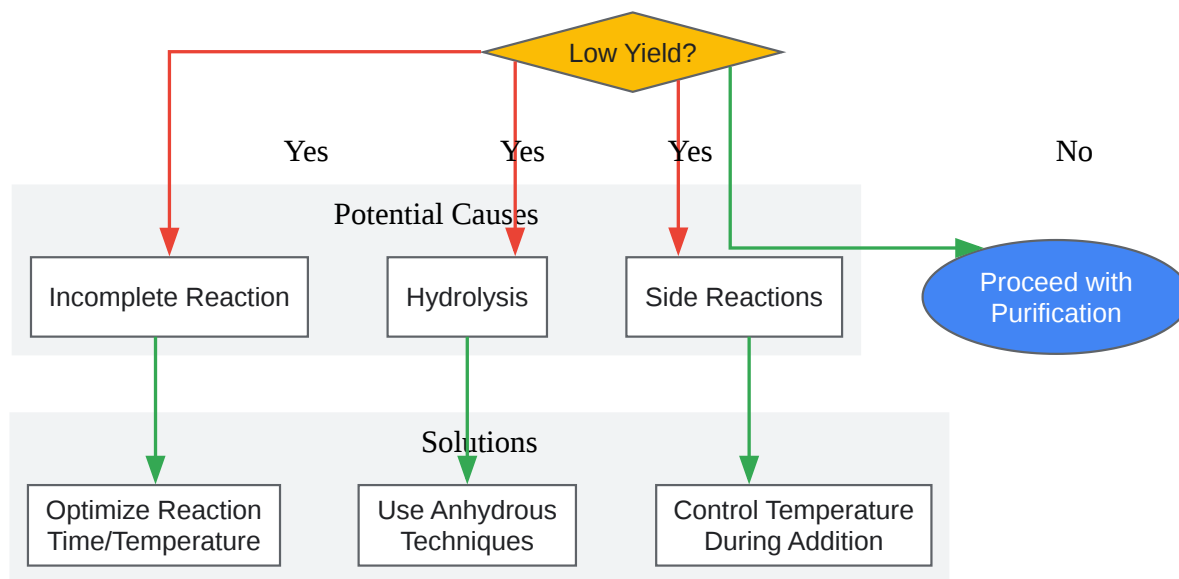 Low Yield?
Yes
Yes
Yes
No
Potential Causes
Incomplete Reaction
Hydrolysis
Side Reactions
Proceed with
Purification
Solutions
Optimize Reaction
Time/Temperature
Use Anhydrous
Techniques
Control Temperature
During Addition